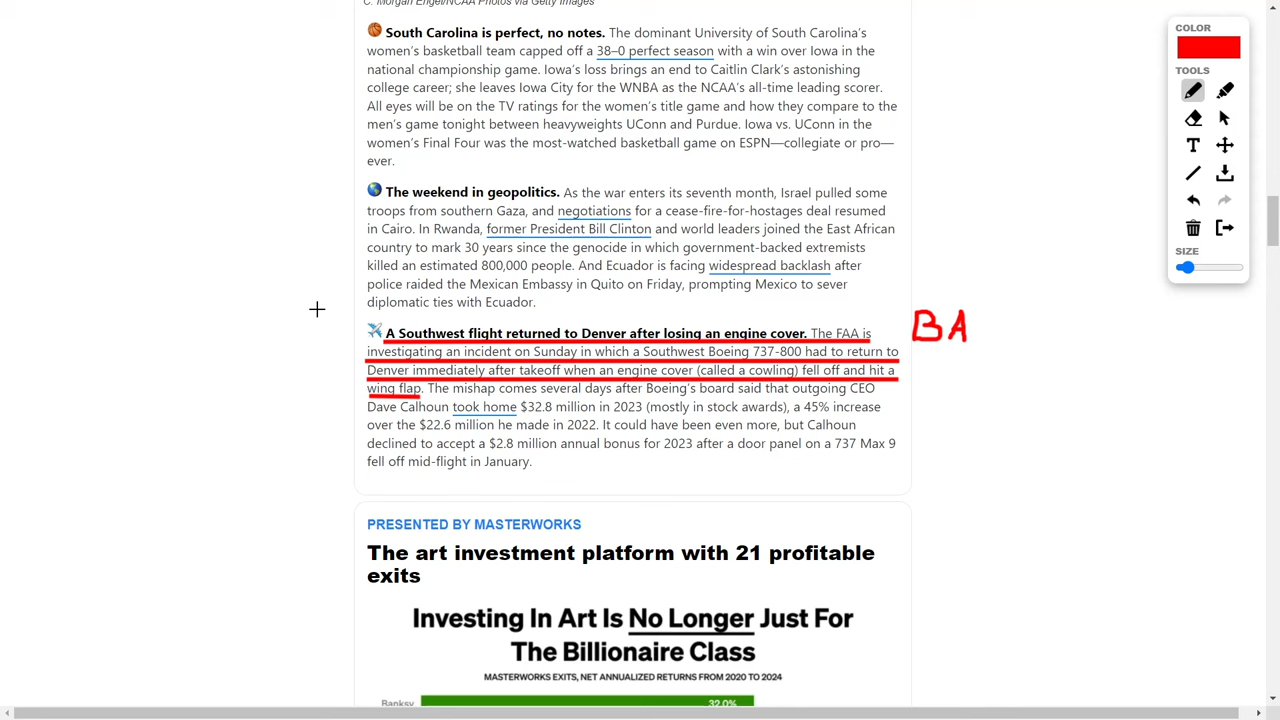 C. Morgan Engel/NCAA Photos via Getty Images
South Carolina is perfect, no notes. The dominant University of South Carolina's
women's basketball team capped off a 38–0 perfect season with a win over Iowa in the
national championship game. Iowa's loss brings an end to Caitlin Clark's astonishing
college career; she leaves Iowa City for the WNBA as the NCAA's all-time leading scorer.
All eyes will be on the TV ratings for the women's title game and how they compare to the
men's game tonight between heavyweights UConn and Purdue. Iowa vs. UConn in the
women's Final Four was the most-watched basketball game on ESPN—collegiate or pro—
ever.
The weekend in geopolitics. As the war enters its seventh month, Israel pulled some
troops from southern Gaza, and negotiations for a cease-fire-for-hostages deal resumed
in Cairo. In Rwanda, former President Bill Clinton and world leaders joined the East African
country to mark 30 years since the genocide in which government-backed extremists
killed an estimated 800,000 people. And Ecuador is facing widespread backlash after
police raided the Mexican Embassy in Quito on Friday, prompting Mexico to sever
diplomatic ties with Ecuador.
A Southwest flight returned to Denver after losing an engine cover. The FAA is
investigating an incident on Sunday in which a Southwest Boeing 737-800 had to return to
Denver immediately after takeoff when an engine cover (called a cowling) fell off and hit a
wing flap. The mishap comes several days after Boeing's board said that outgoing CEO
Dave Calhoun took home $32.8 million in 2023 (mostly in stock awards), a 45% increase
over the $22.6 million he made in 2022. It could have been even more, but Calhoun
declined to accept a $2.8 million annual bonus for 2023 after a door panel on a 737 Max 9
fell off mid-flight in January.
BA
PRESENTED BY MASTERWORKS
The art investment platform with 21 profitable
exits
Investing In Art Is No Longer Just For
The Billionaire Class
MASTERWORKS EXITS, NET ANNUALIZED RETURNS FROM 2020 TO 2024
Banksy 32.0%
COLOR
TOOLS
T
SIZE